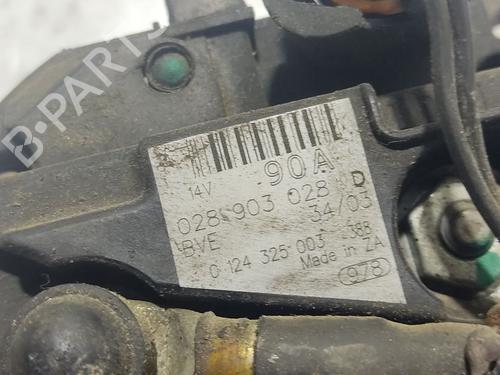 B-PARTS
90A
14V
028 903 028 D
BVE 34/03
0 124 325 003 388
Made in ZA
978